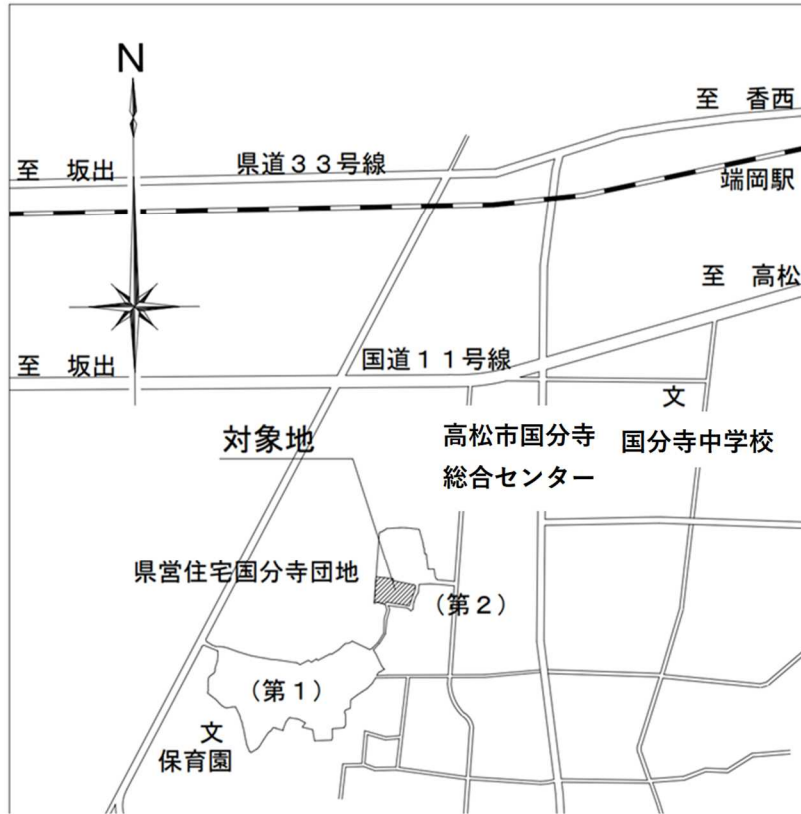 N
至　香西
至　坂出
県道３３号線
端岡駅
至　高松
至　坂出
国道１１号線
文
対象地
高松市国分寺
総合センター
国分寺中学校
県営住宅国分寺団地
（第２）
（第１）
文
保育園